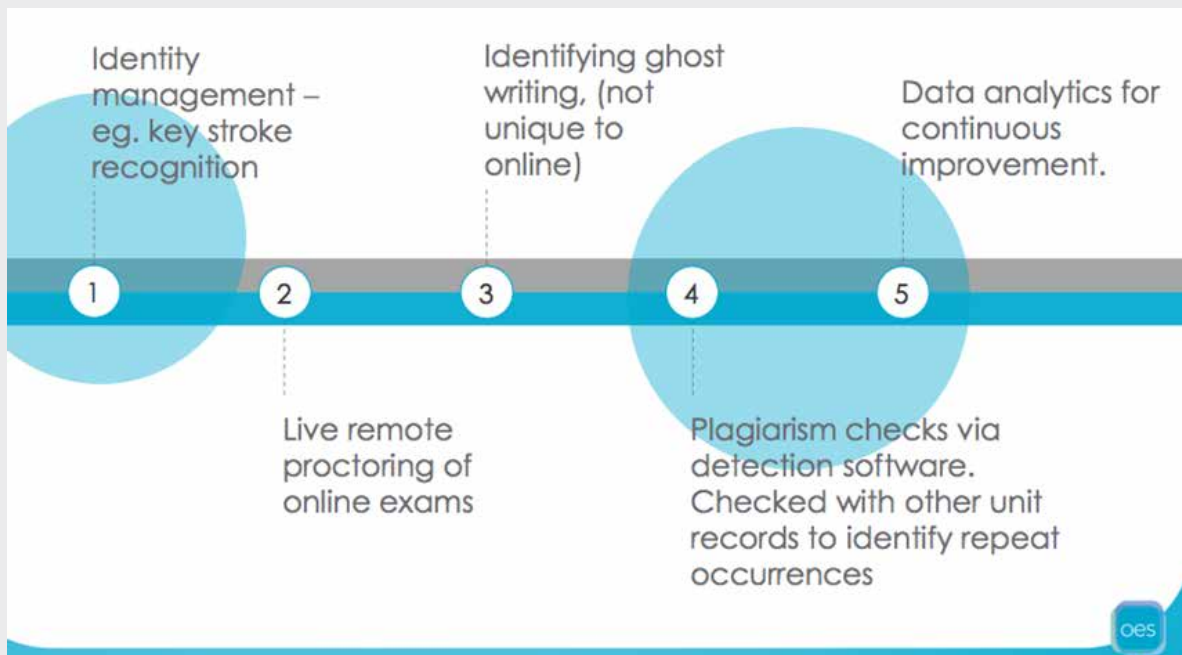 Identity
management –
eg. key stroke
recognition
Identifying ghost
writing, (not
unique to
online)
Data analytics for
continuous
improvement.
1
2
3
4
5
Live remote
proctoring of
online exams
Plagiarism checks via
detection software.
Checked with other unit
records to identify repeat
occurrences
oes